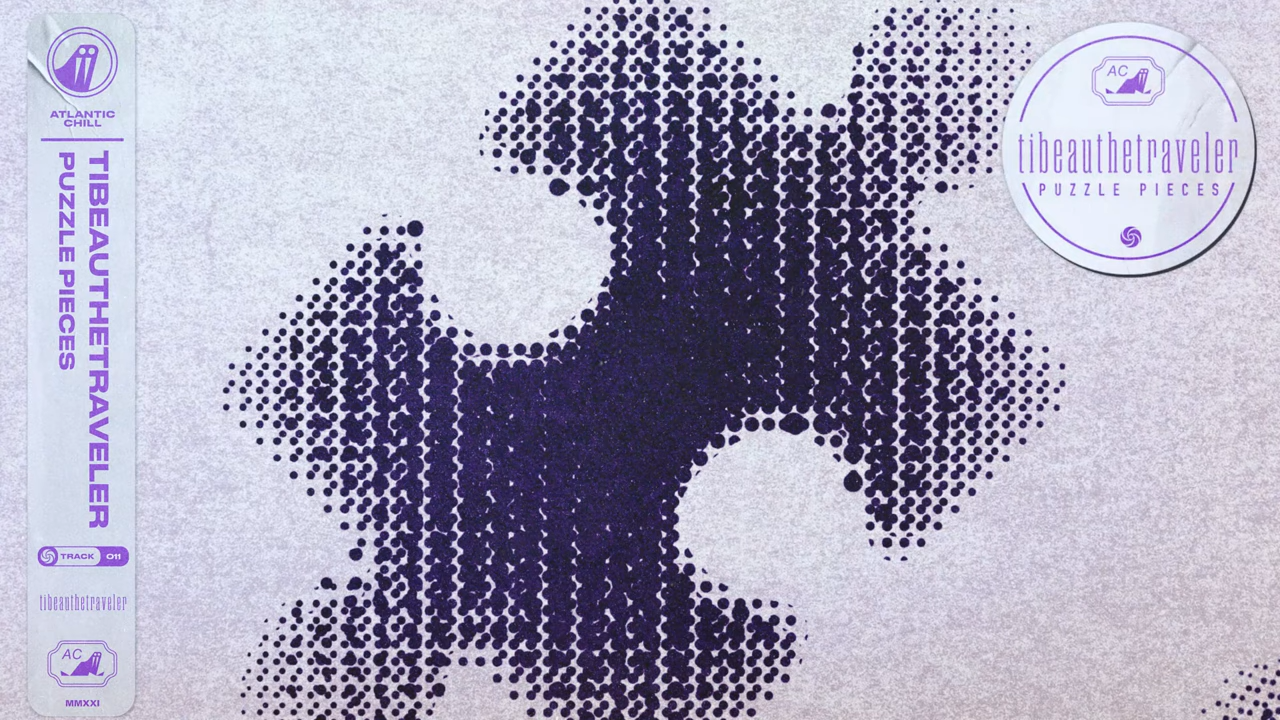 ATLANTIC
CHILL
TIBEAUTHETRAVELER
PUZZLE PIECES
TRACK 011
tibeauthetraveler
AC
MMXXI
AC
tibeauthetraveler
PUZZLE PIECES